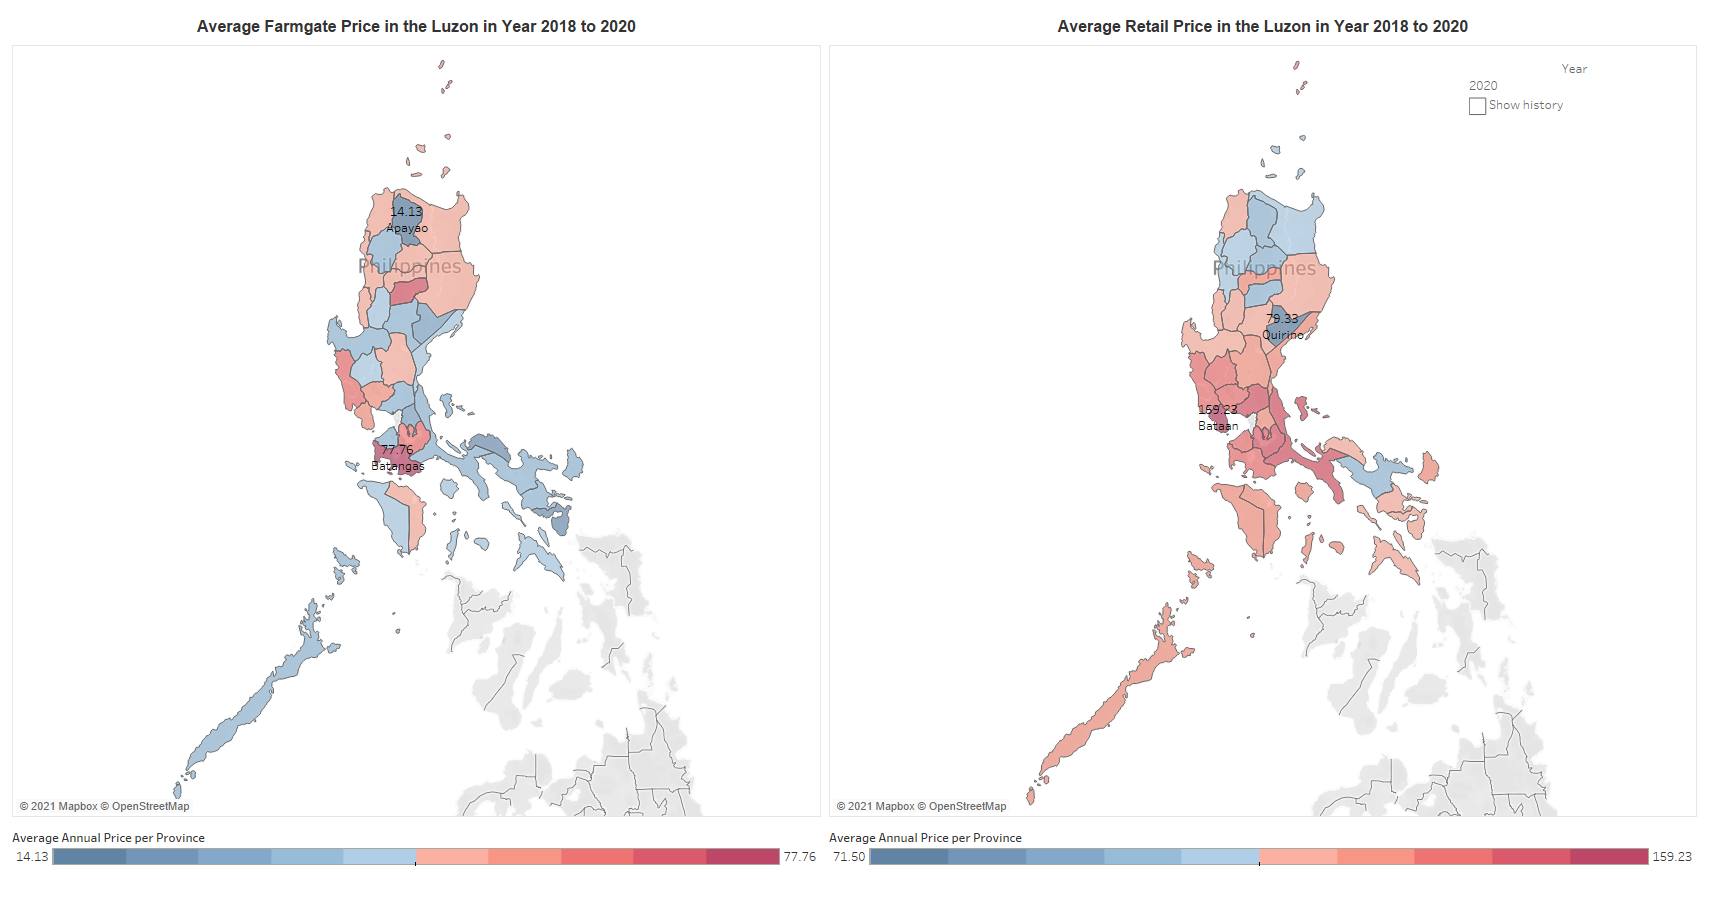 Average Farmgate Price in the Luzon in Year 2018 to 2020
14.13
Apayao
Philippines
77.76
Batangas
© 2021 Mapbox © OpenStreetMap
Average Annual Price per Province
14.13
77.76
Average Retail Price in the Luzon in Year 2018 to 2020
Year
2020
Show history
Philippines
79.33
Quirino
159.23
Bataan
© 2021 Mapbox © OpenStreetMap
Average Annual Price per Province
71.50
159.23